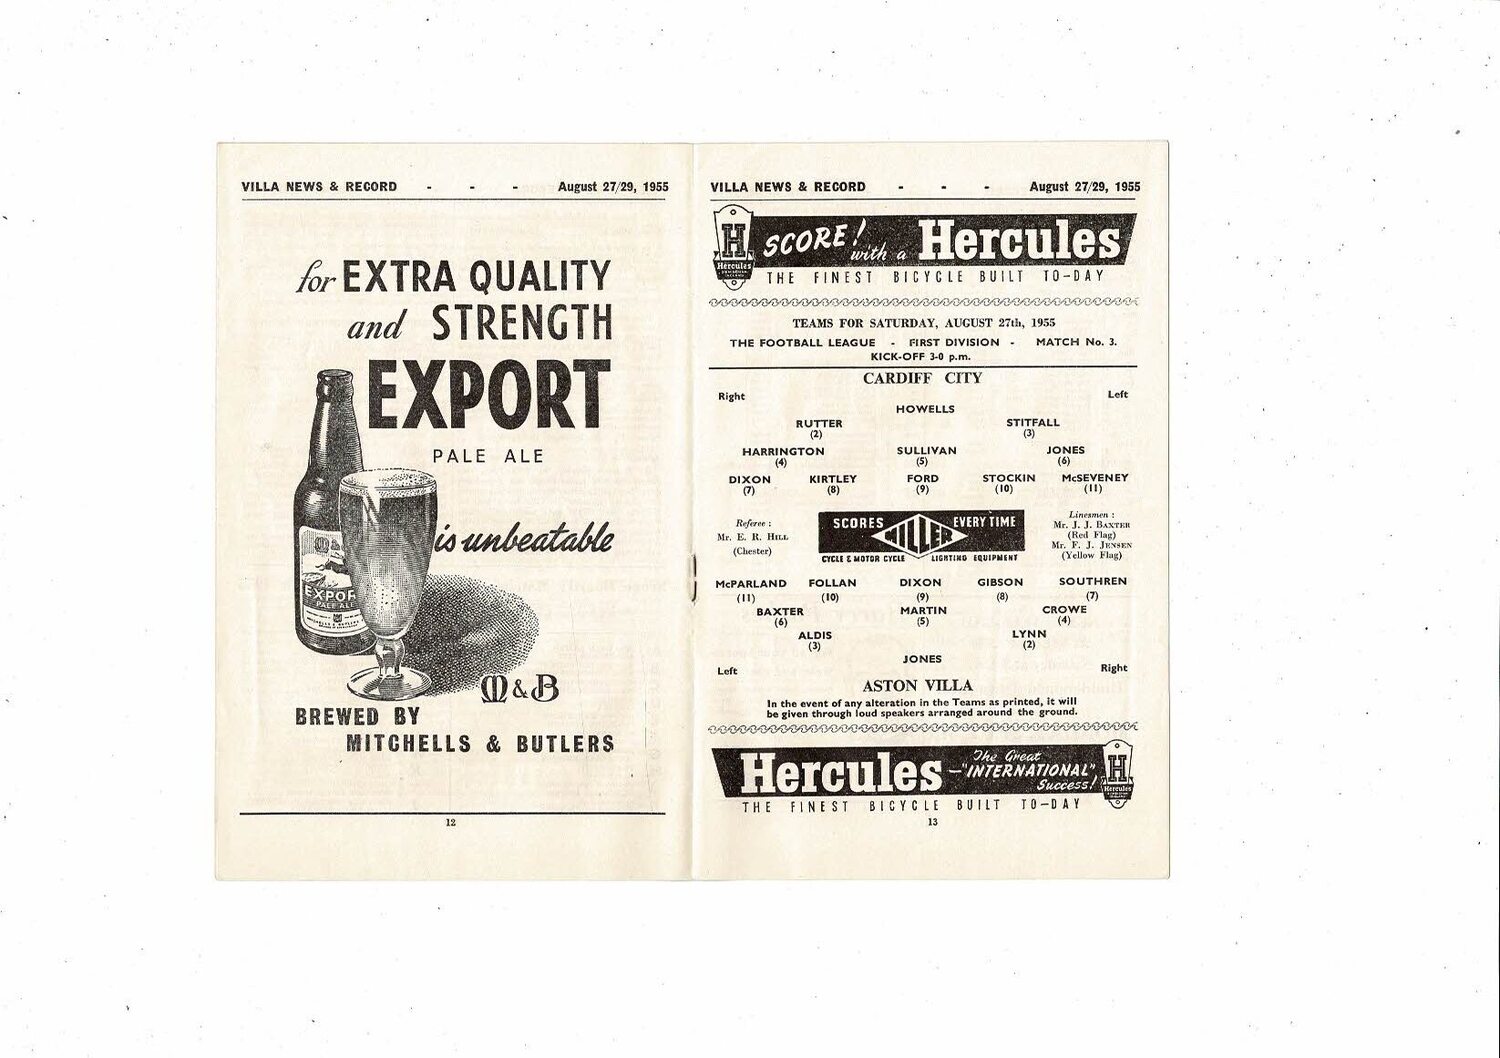 VILLA NEWS & RECORD - - - August 27/29, 1955
for EXTRA QUALITY
and STRENGTH
EXPORT
PALE ALE
is unbeatable
EXPORT
PALE ALE
M&B
BREWED BY
MITCHELLS & BUTLERS
12
VILLA NEWS & RECORD - - - August 27/29, 1955
H
Hercules
SCORE! with a Hercules
THE FINEST BICYCLE BUILT TO-DAY
TEAMS FOR SATURDAY, AUGUST 27th, 1955
THE FOOTBALL LEAGUE - FIRST DIVISION - MATCH No. 3.
KICK-OFF 3-0 p.m.
CARDIFF CITY
Right Left
HOWELLS
RUTTER STITFALL
(2) (3)
HARRINGTON SULLIVAN JONES
(4) (5) (6)
DIXON KIRTLEY FORD STOCKIN McSEVENEY
(7) (8) (9) (10) (11)
Referee :
Mr. E. R. HILL
(Chester)
SCORES MILLER EVERY TIME
CYCLE & MOTOR CYCLE LIGHTING EQUIPMENT
Linesmen :
Mr. J. J. BAXTER
(Red Flag)
Mr. F. J. JENSEN
(Yellow Flag)
McPARLAND FOLLAN DIXON GIBSON SOUTHREN
(11) (10) (9) (8) (7)
BAXTER MARTIN CROWE
(6) (5) (4)
ALDIS LYNN
(3) (2)
JONES
Left Right
ASTON VILLA
In the event of any alteration in the Teams as printed, it will
be given through loud speakers arranged around the ground.
Hercules — The Great "INTERNATIONAL" Success!
H
Hercules
THE FINEST BICYCLE BUILT TO-DAY
13